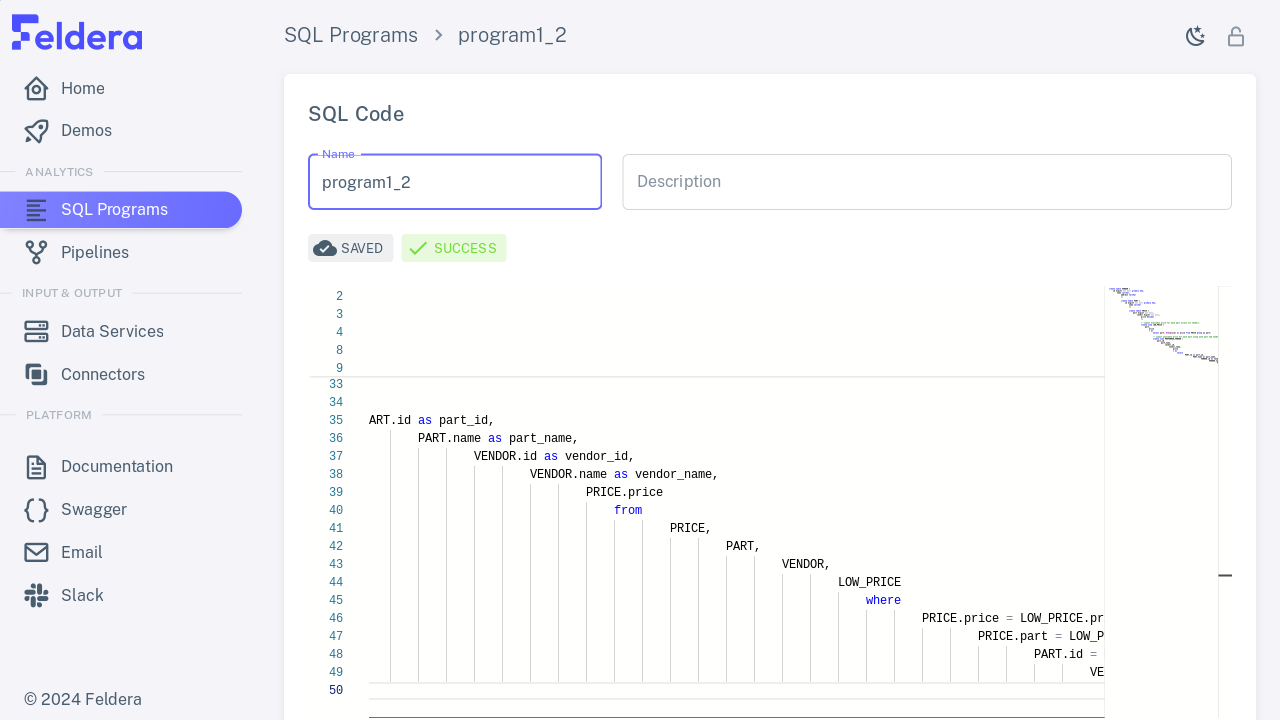 Feldera
SQL Programs > program1_2
Home
Demos
ANALYTICS
SQL Programs
Pipelines
INPUT & OUTPUT
Data Services
Connectors
PLATFORM
Documentation
Swagger
Email
Slack
© 2024 Feldera
SQL Code
Name
program1_2
Description
SAVED
SUCCESS
2
3
4
8
9
33
34
35 ART.id as part_id,
36 PART.name as part_name,
37 VENDOR.id as vendor_id,
38 VENDOR.name as vendor_name,
39 PRICE.price
40 from
41 PRICE,
42 PART,
43 VENDOR,
44 LOW_PRICE
45 where
46 PRICE.price = LOW_PRICE.pr
47 PRICE.part = LOW_P
48 PART.id =
49 VE
50